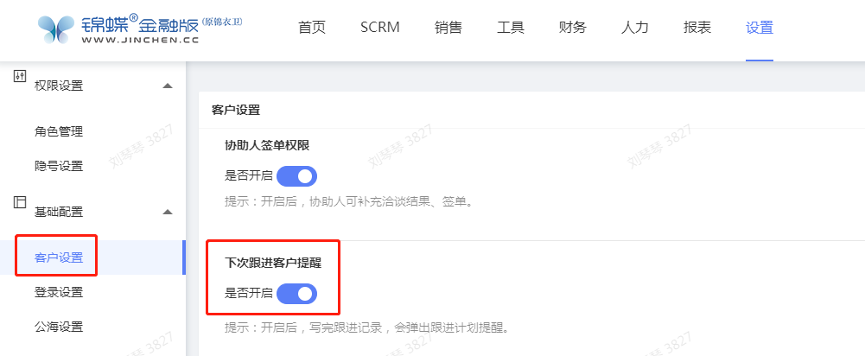 锦蝶®金融版(原锦衣卫)
WWW.JINCHEN.CC
首页 SCRM 销售 工具 财务 人力 报表 设置
权限设置
角色管理
隐号设置
基础配置
客户设置
登录设置
公海设置
客户设置
协助人签单权限
是否开启
提示：开启后，协助人可补充洽谈结果、签单。
下次跟进客户提醒
是否开启
提示：开启后，写完跟进记录，会弹出跟进计划提醒。
刘琴琴 3827
刘琴琴 3827
刘琴琴 3827
刘琴琴 3827
刘琴琴 3827
刘琴琴 3827